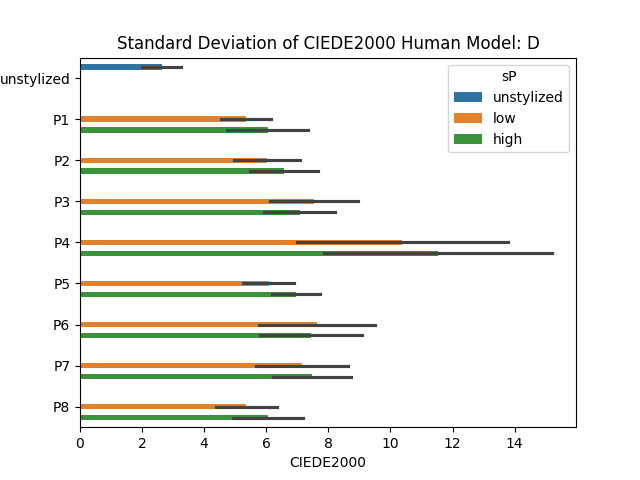 Standard Deviation of CIEDE2000 Human Model: D
sP
unstylized
low
high
unstylized
P1
P2
P3
P4
P5
P6
P7
P8
0 2 4 6 8 10 12 14
CIEDE2000